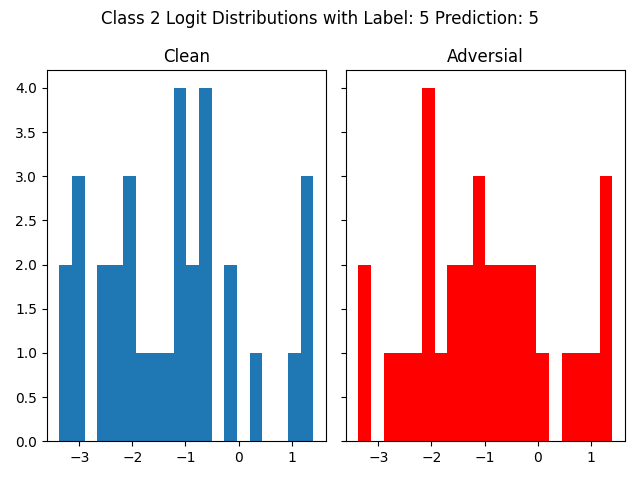 Class 2 Logit Distributions with Label: 5 Prediction: 5
Clean
Adversial
4.0
3.5
3.0
2.5
2.0
1.5
1.0
0.5
0.0
−3 −2 −1 0 1
−3 −2 −1 0 1